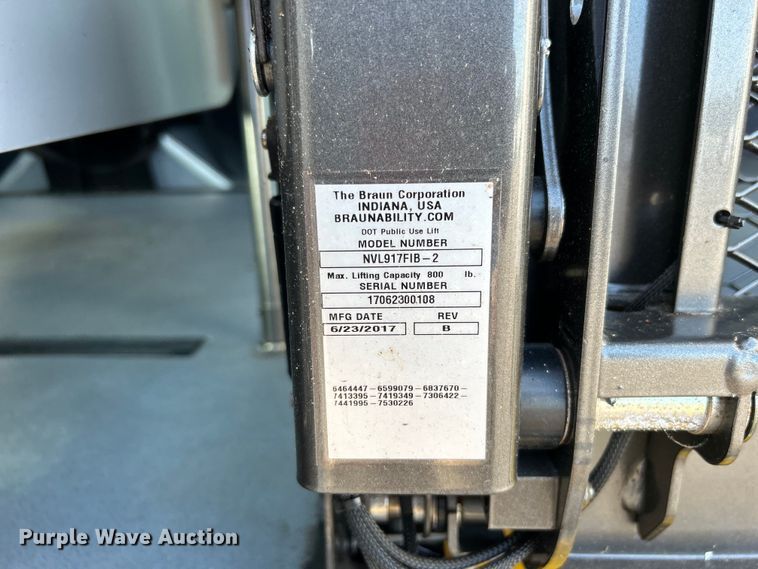 The Braun Corporation
INDIANA, USA
BRAUNABILITY.COM
DOT Public Use Lift
MODEL NUMBER
NVL917FIB-2
Max. Lifting Capacity 800 lb.
SERIAL NUMBER
17062300108
MFG DATE REV
6/23/2017 B
6464447-6599079-6837670-
7413395-7419349-7306422-
7441995-7530226
Purple Wave Auction